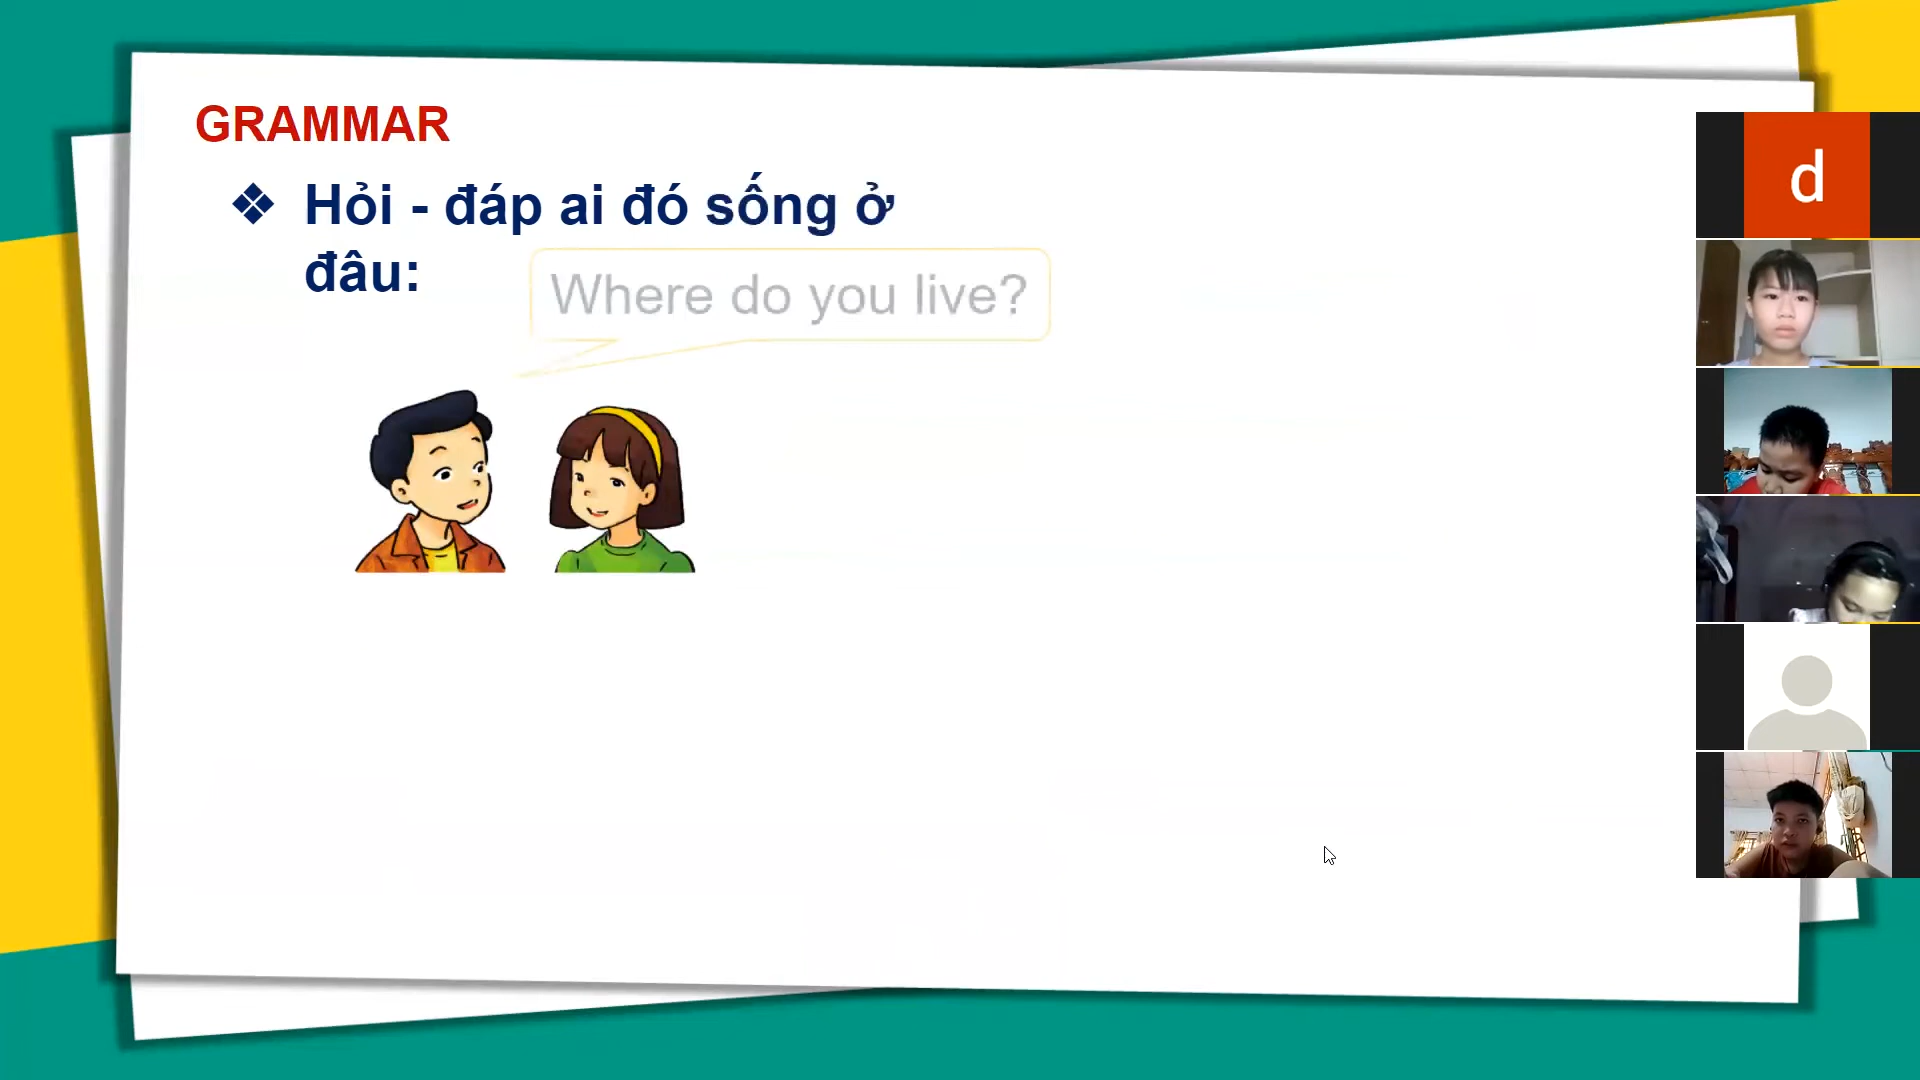 GRAMMAR
❖ Hỏi - đáp ai đó sống ở
đâu:
Where do you live?
d